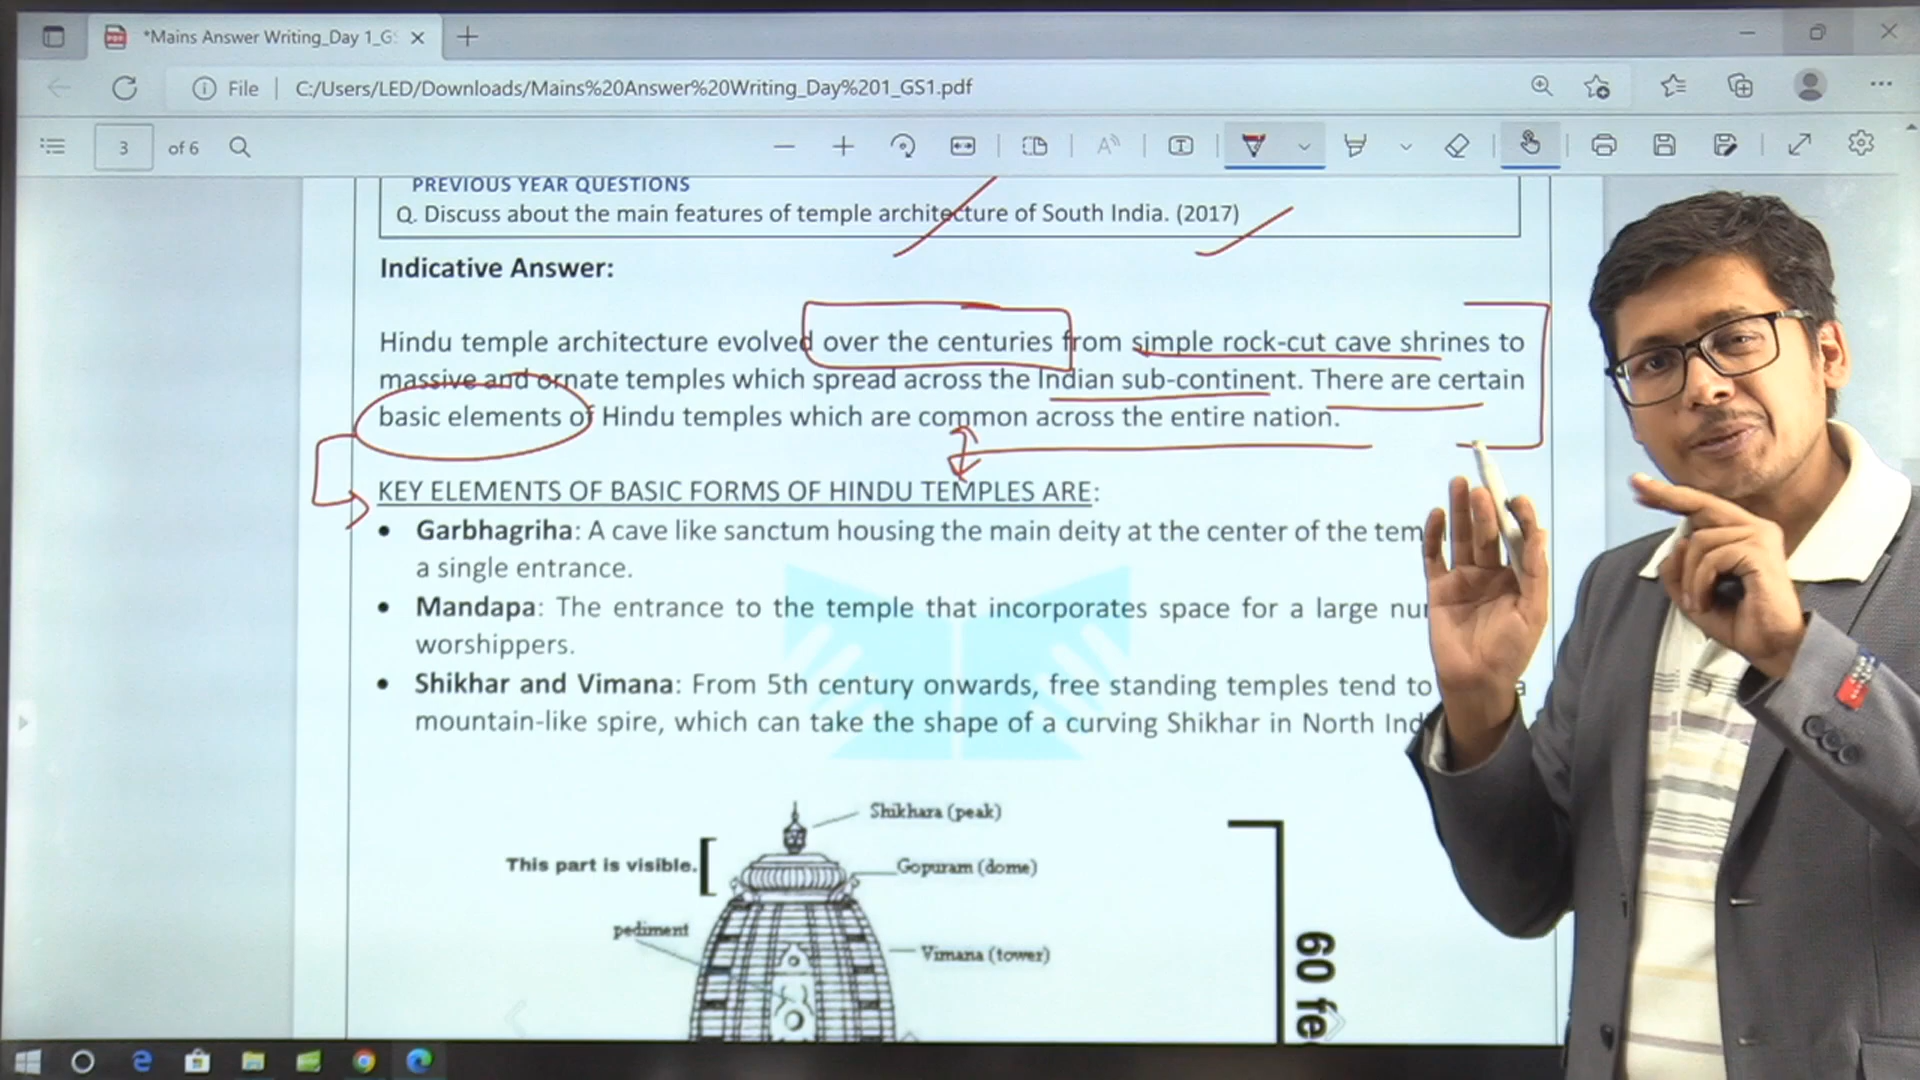 *Mains Answer Writing_Day 1_G
File
C:/Users/LED/Downloads/Mains%20Answer%20Writing_Day%201_GS1.pdf
3 of 6
PREVIOUS YEAR QUESTIONS
Q. Discuss about the main features of temple architecture of South India. (2017)
Indicative Answer:
Hindu temple architecture evolved over the centuries from simple rock-cut cave shrines to
massive and ornate temples which spread across the Indian sub-continent. There are certain
basic elements of Hindu temples which are common across the entire nation.
KEY ELEMENTS OF BASIC FORMS OF HINDU TEMPLES ARE:
• Garbhagriha: A cave like sanctum housing the main deity at the center of the tem
a single entrance.
• Mandapa: The entrance to the temple that incorporates space for a large nu
worshippers.
• Shikhar and Vimana: From 5th century onwards, free standing temples tend to a
mountain-like spire, which can take the shape of a curving Shikhar in North Ind
Shikhara (peak)
This part is visible.
Gopuram (dome)
pediment
Vimana (tower)
60 fe